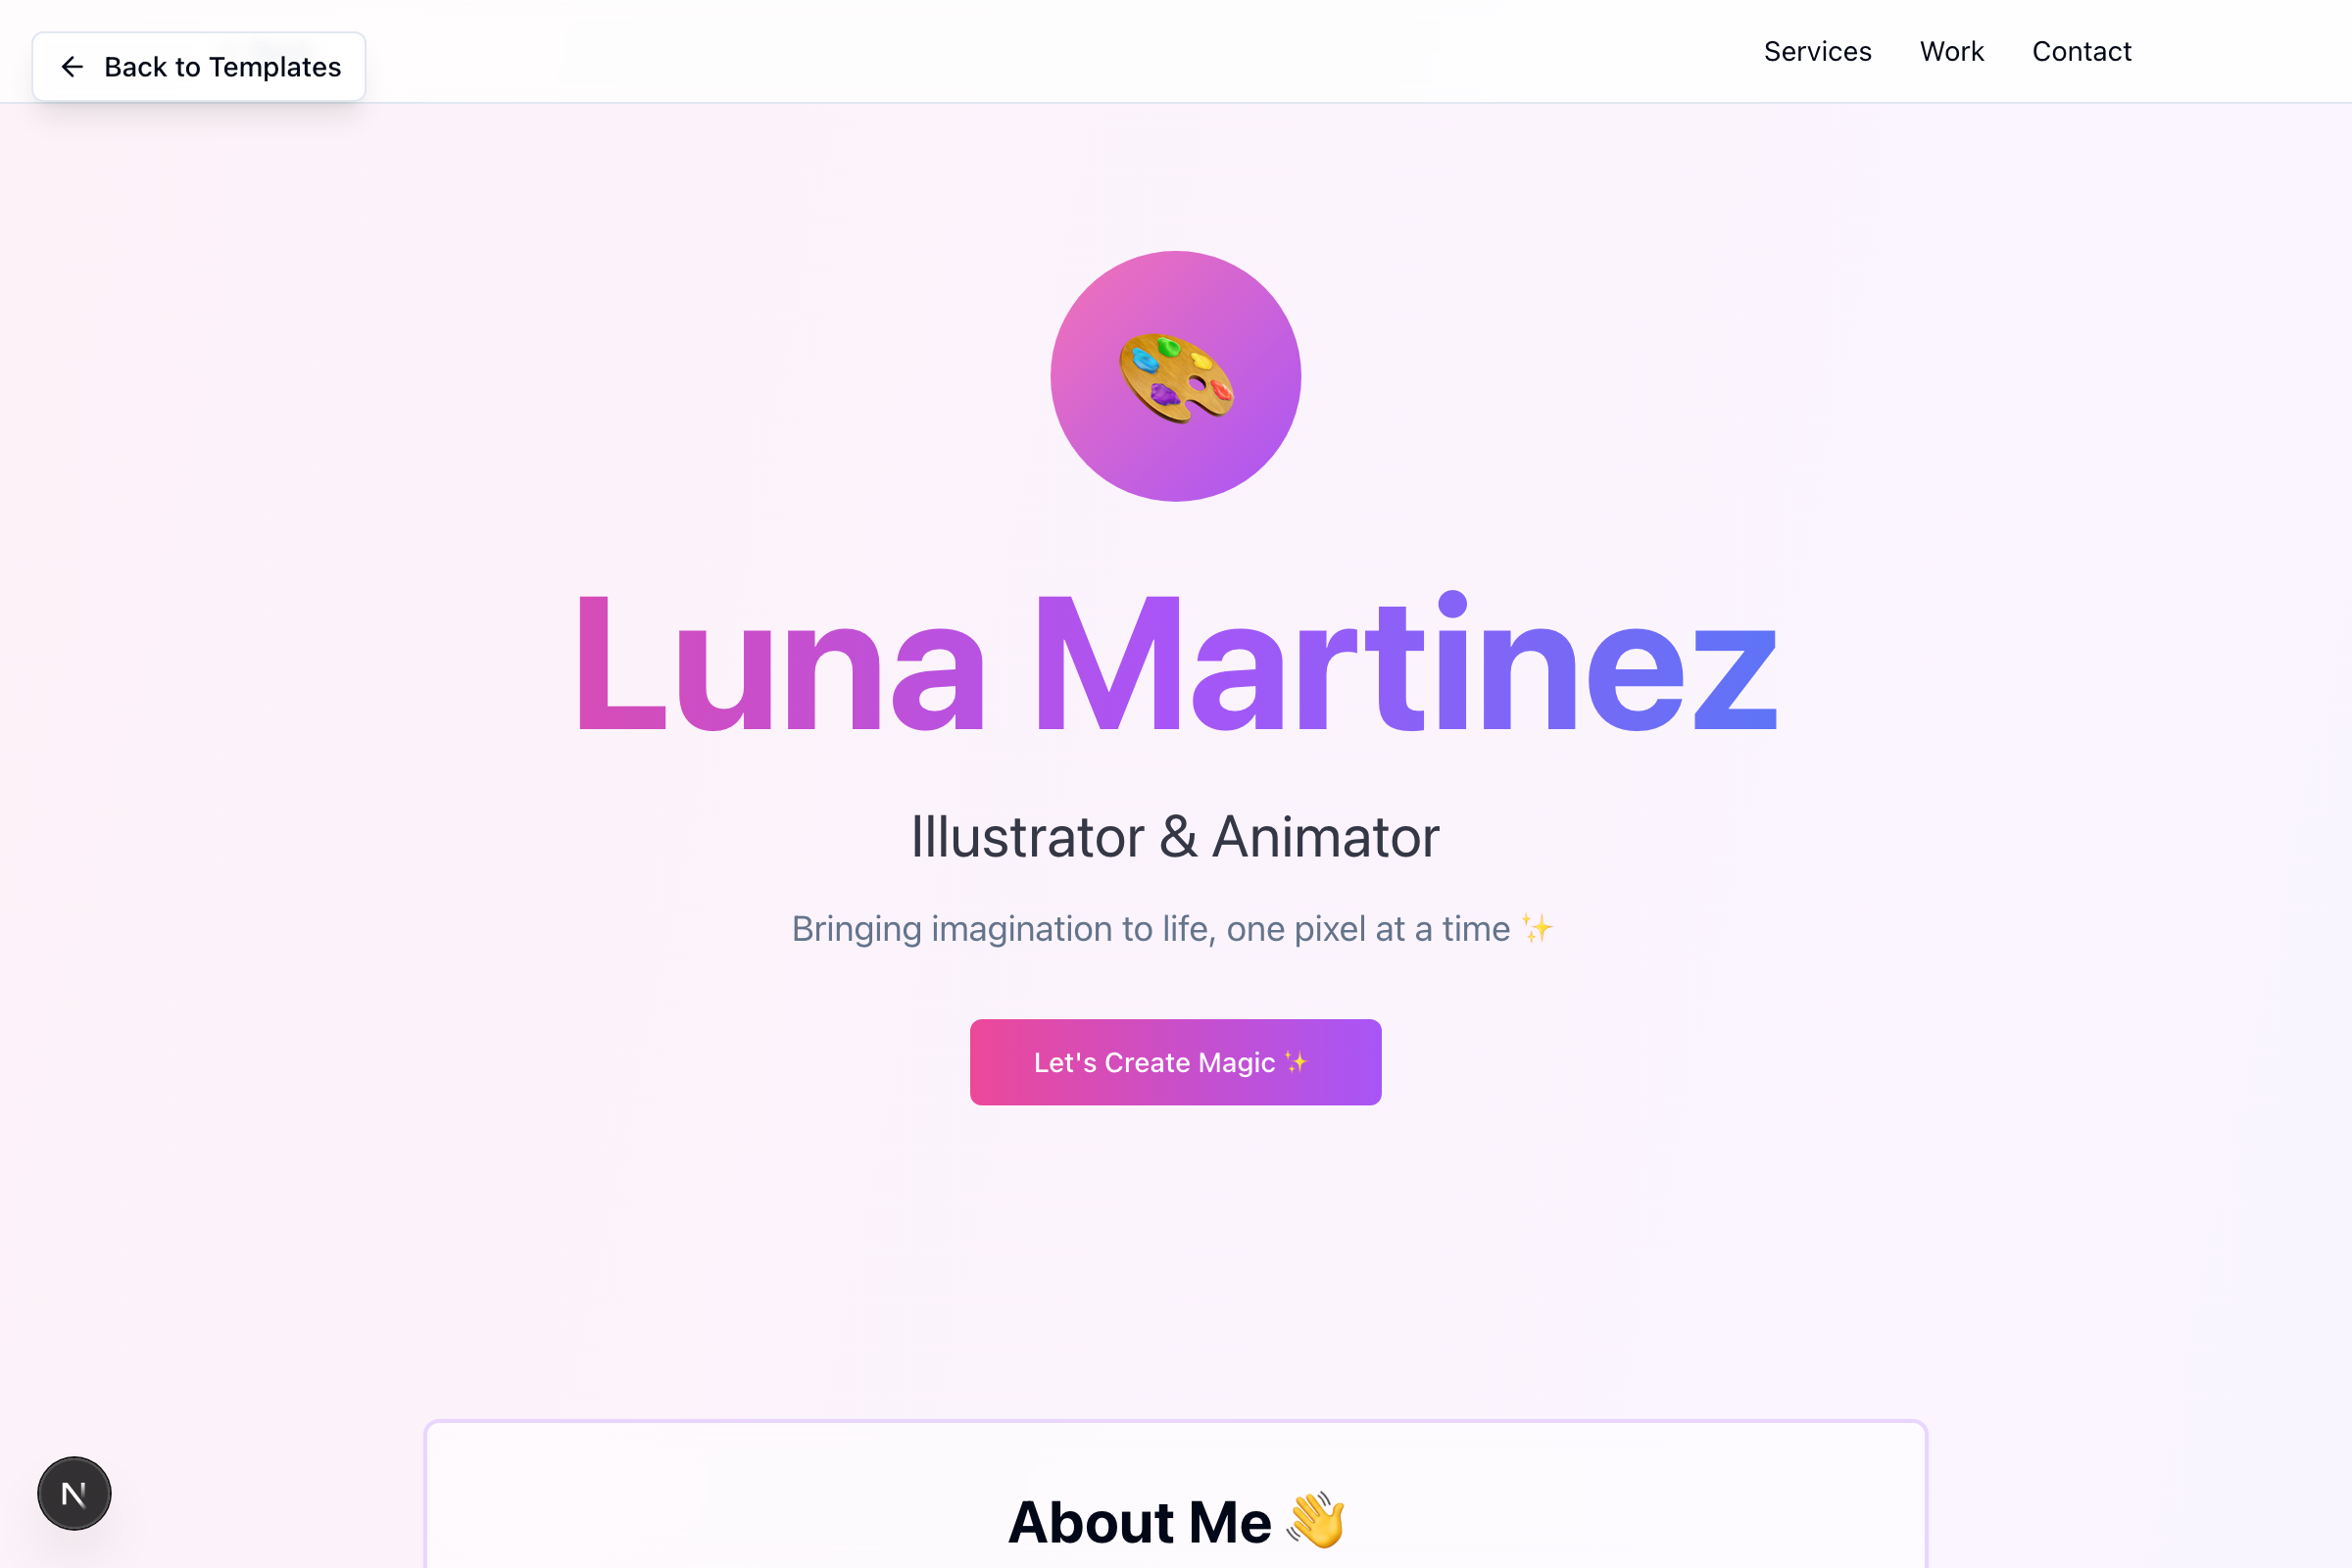 Back to Templates
Services Work Contact
Luna Martinez
Illustrator & Animator
Bringing imagination to life, one pixel at a time ✨
Let's Create Magic ✨
About Me 👋
N